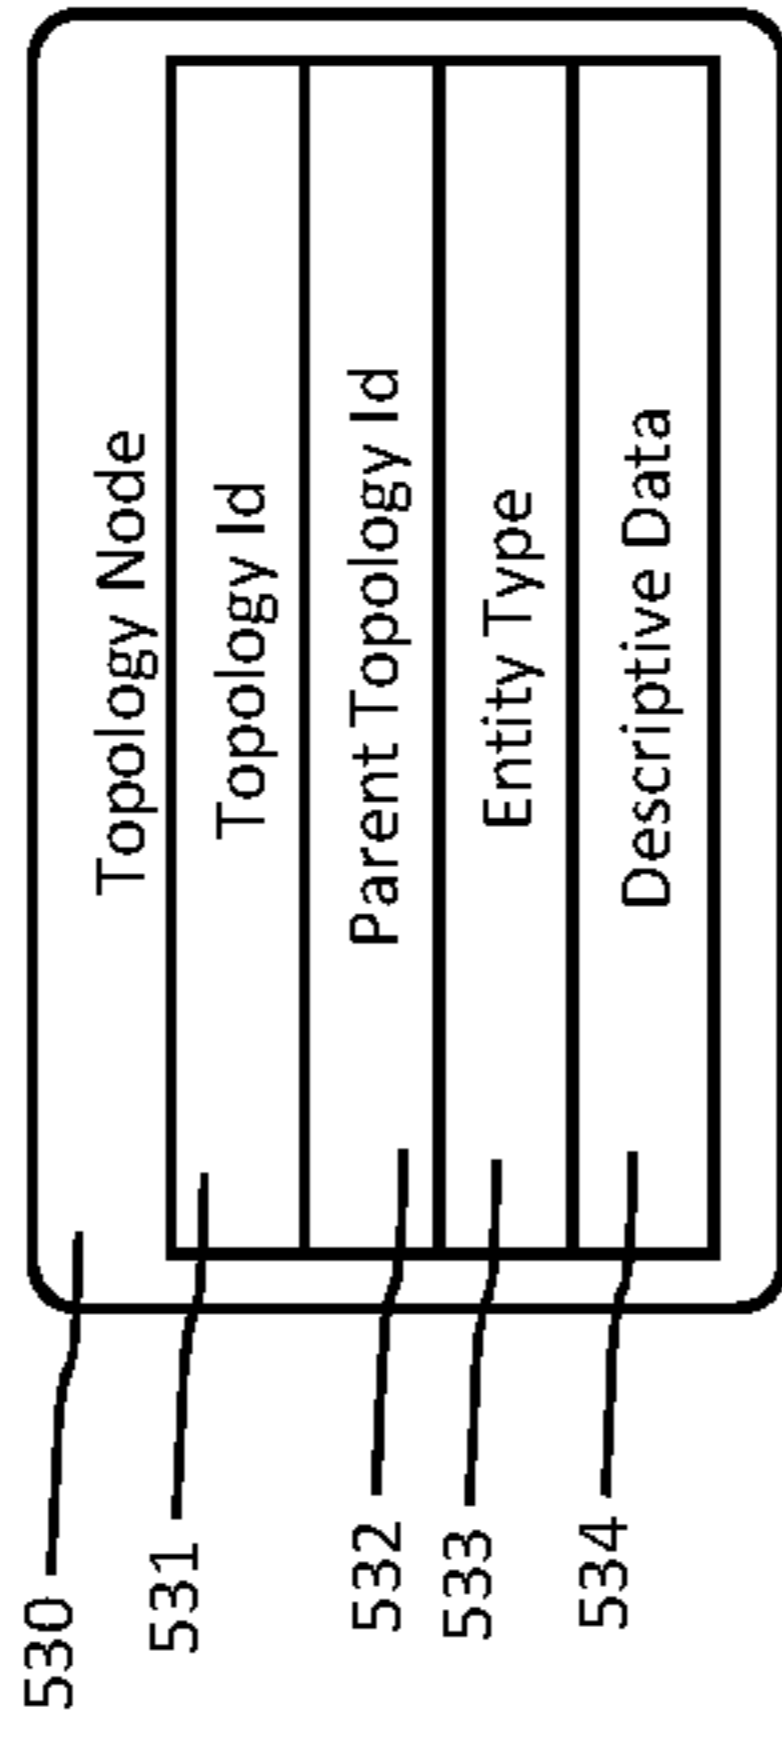 530 Topology Node
531 Topology Id
532 Parent Topology Id
533 Entity Type
534 Descriptive Data